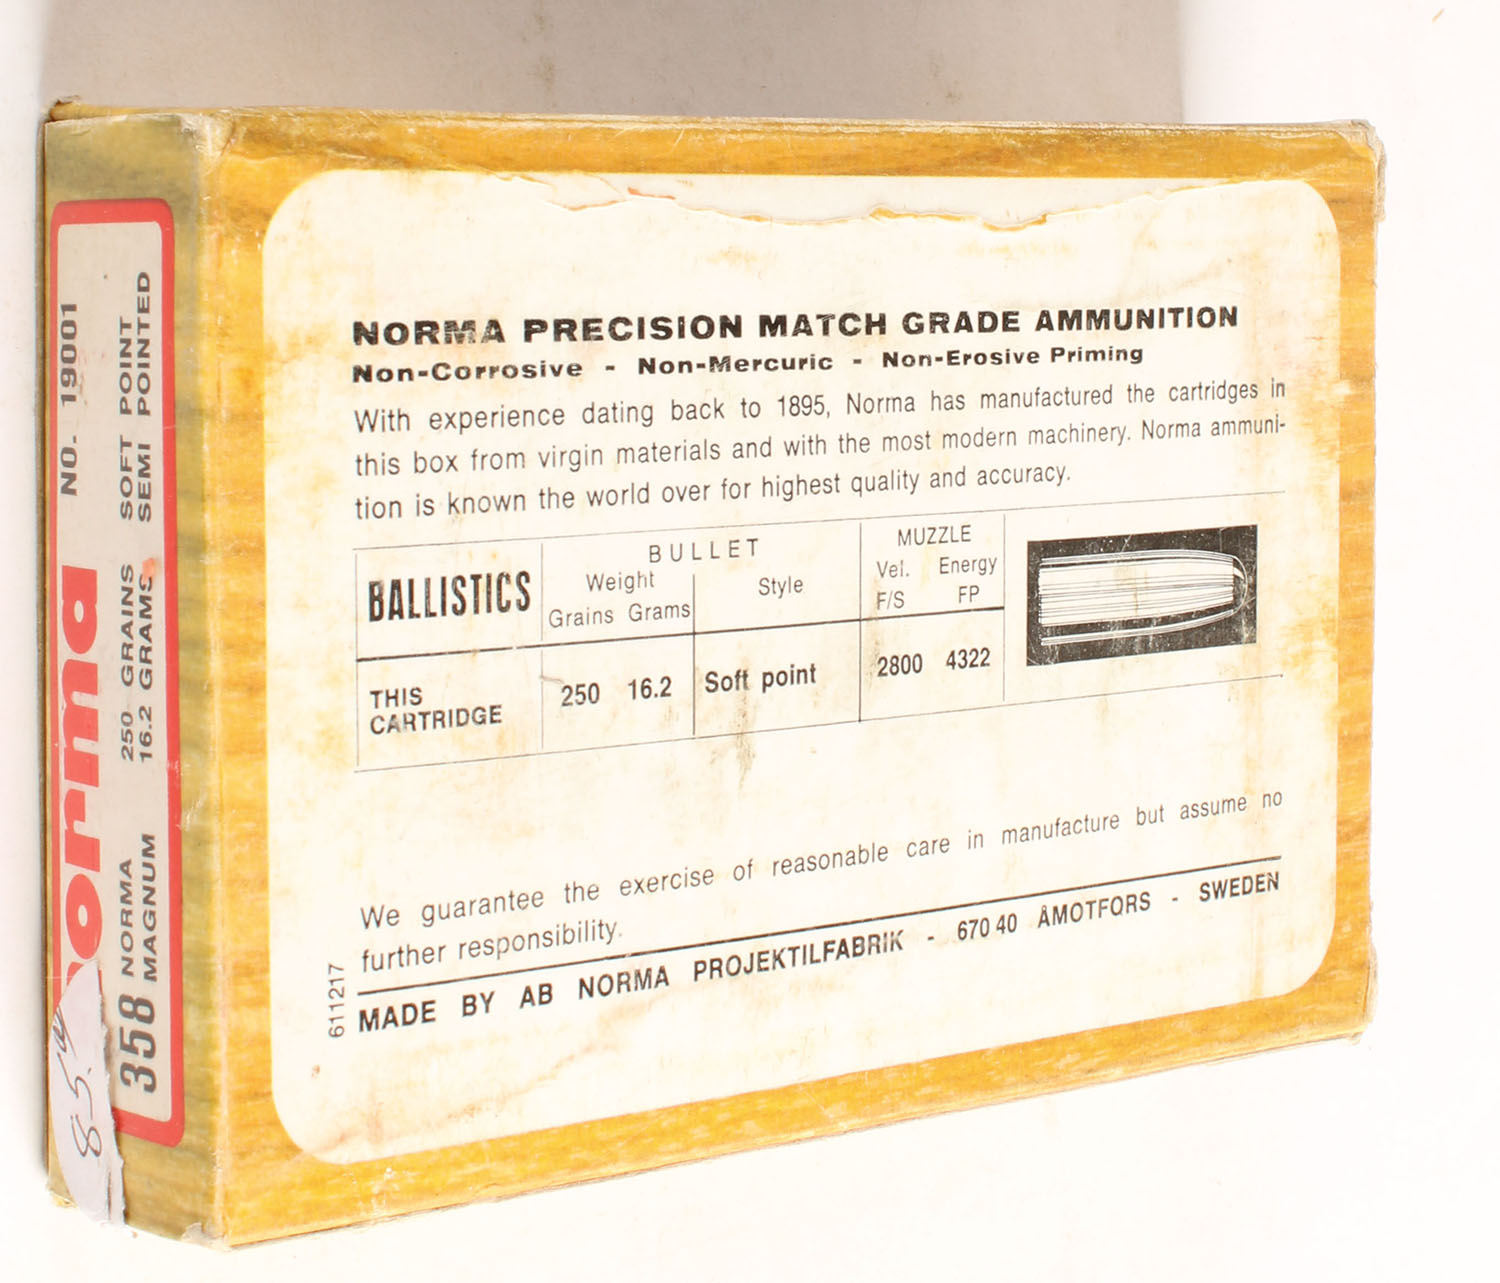 NORMA PRECISION MATCH GRADE AMMUNITION
Non-Corrosive - Non-Mercuric - Non-Erosive Priming
With experience dating back to 1895, Norma has manufactured the cartridges in
this box from virgin materials and with the most modern machinery. Norma ammuni-
tion is known the world over for highest quality and accuracy.
BALLISTICS
BULLET
Weight
Grains Grams
Style
MUZZLE
Vel. Energy
F/S FP
THIS
CARTRIDGE
250 16.2 Soft point 2800 4322
We guarantee the exercise of reasonable care in manufacture but assume no
further responsibility.
MADE BY AB NORMA PROJEKTILFABRIK - 670 40 ÅMOTFORS - SWEDEN
611217
norma NO. 19001
358 NORMA MAGNUM
250 GRAINS SOFT POINT
16.2 GRAMS SEMI POINTED